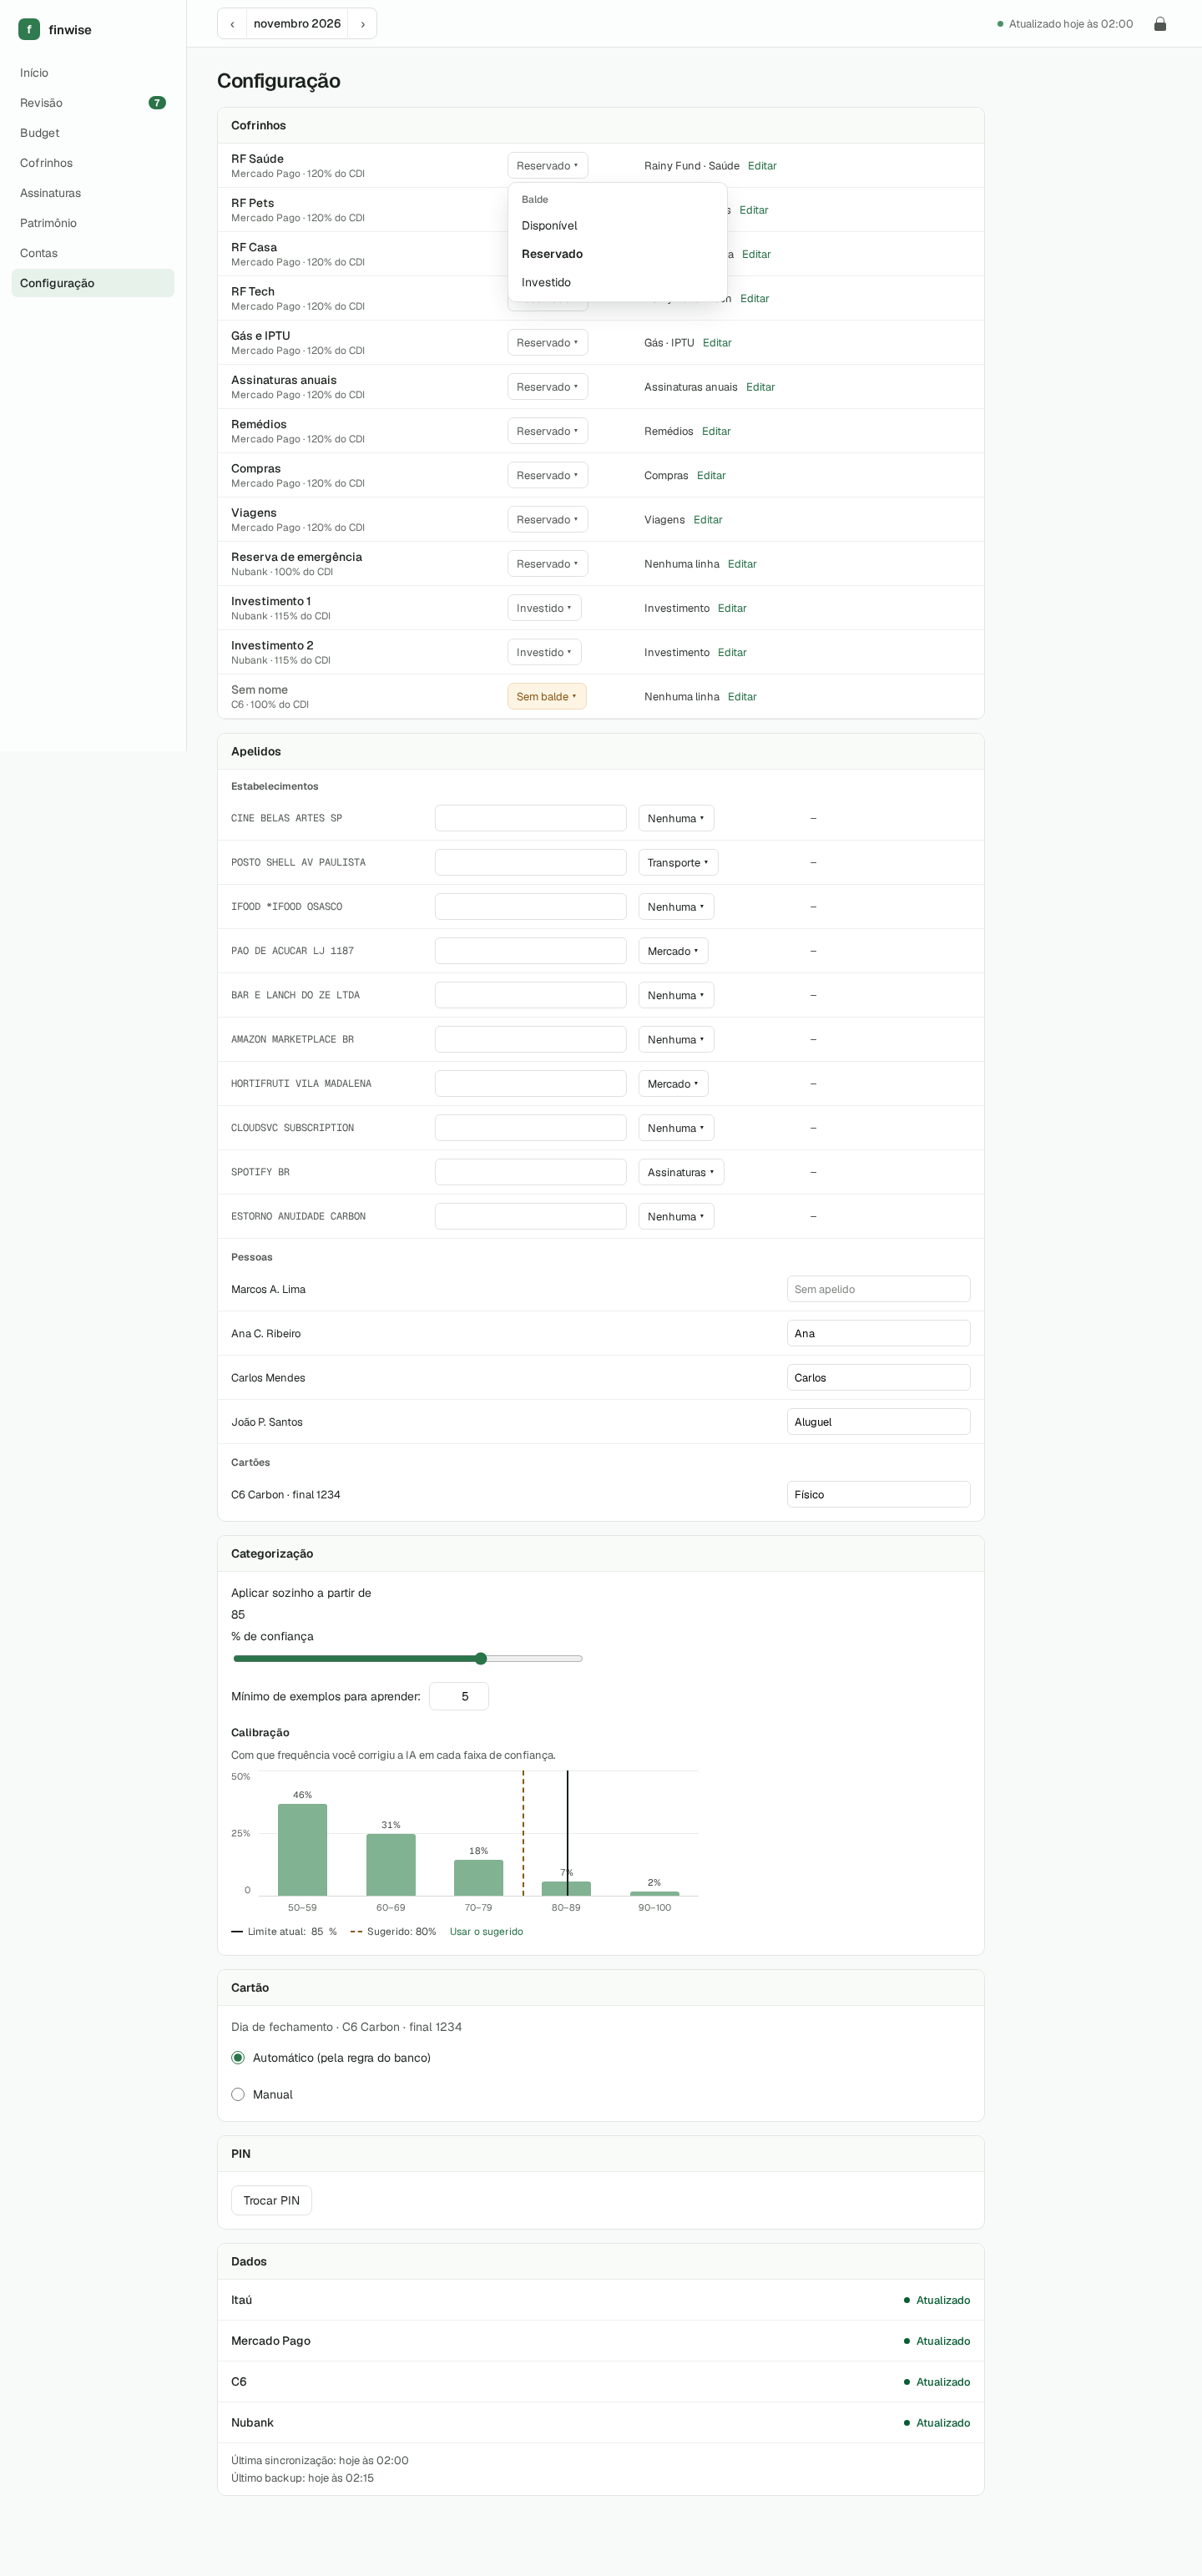 f finwise
Início
Revisão 7
Budget
Cofrinhos
Assinaturas
Patrimônio
Contas
Configuração
‹ novembro 2026 ›
Atualizado hoje às 02:00
Configuração
Cofrinhos
RF Saúde
Mercado Pago · 120% do CDI
Reservado
Rainy Fund · Saúde Editar
RF Pets
Mercado Pago · 120% do CDI
s Editar
RF Casa
Mercado Pago · 120% do CDI
a Editar
RF Tech
Mercado Pago · 120% do CDI
Editar
Balde
Disponível
Reservado
Investido
Gás e IPTU
Mercado Pago · 120% do CDI
Reservado
Gás · IPTU Editar
Assinaturas anuais
Mercado Pago · 120% do CDI
Reservado
Assinaturas anuais Editar
Remédios
Mercado Pago · 120% do CDI
Reservado
Remédios Editar
Compras
Mercado Pago · 120% do CDI
Reservado
Compras Editar
Viagens
Mercado Pago · 120% do CDI
Reservado
Viagens Editar
Reserva de emergência
Nubank · 100% do CDI
Reservado
Nenhuma linha Editar
Investimento 1
Nubank · 115% do CDI
Investido
Investimento Editar
Investimento 2
Nubank · 115% do CDI
Investido
Investimento Editar
Sem nome
C6 · 100% do CDI
Sem balde
Nenhuma linha Editar
Apelidos
Estabelecimentos
CINE BELAS ARTES SP Nenhuma –
POSTO SHELL AV PAULISTA Transporte –
IFOOD *IFOOD OSASCO Nenhuma –
PAO DE ACUCAR LJ 1187 Mercado –
BAR E LANCH DO ZE LTDA Nenhuma –
AMAZON MARKETPLACE BR Nenhuma –
HORTIFRUTI VILA MADALENA Mercado –
CLOUDSVC SUBSCRIPTION Nenhuma –
SPOTIFY BR Assinaturas –
ESTORNO ANUIDADE CARBON Nenhuma –
Pessoas
Marcos A. Lima Sem apelido
Ana C. Ribeiro Ana
Carlos Mendes Carlos
João P. Santos Aluguel
Cartões
C6 Carbon · final 1234 Físico
Categorização
Aplicar sozinho a partir de
85
% de confiança
Mínimo de exemplos para aprender: 5
Calibração
Com que frequência você corrigiu a IA em cada faixa de confiança.
50%
25%
0
46%
31%
18%
7%
2%
50–59 60–69 70–79 80–89 90–100
Limite atual: 85 % Sugerido: 80% Usar o sugerido
Cartão
Dia de fechamento · C6 Carbon · final 1234
Automático (pela regra do banco)
Manual
PIN
Trocar PIN
Dados
Itaú Atualizado
Mercado Pago Atualizado
C6 Atualizado
Nubank Atualizado
Última sincronização: hoje às 02:00
Último backup: hoje às 02:15